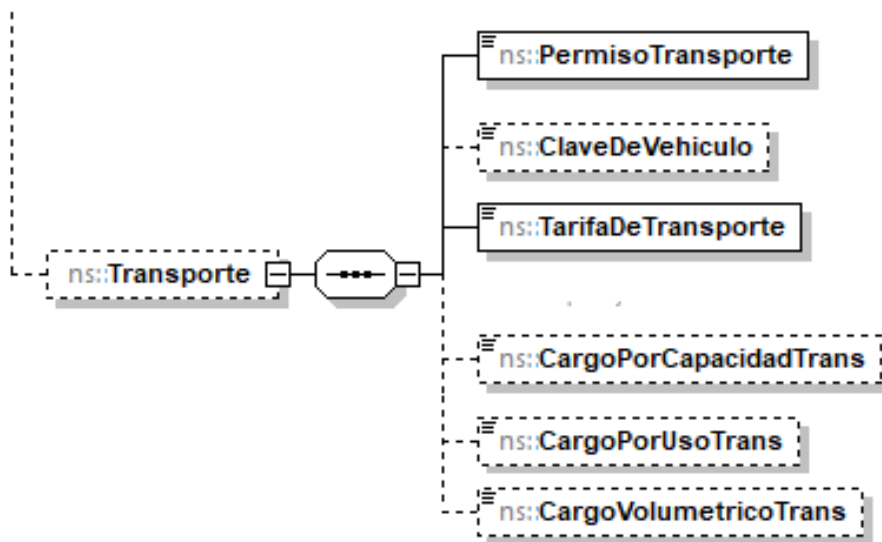 ns::PermisoTransporte
ns::ClaveDeVehiculo
ns::TarifaDeTransporte
ns::Transporte
ns::CargoPorCapacidadTrans
ns::CargoPorUsoTrans
ns::CargoVolumetricoTrans